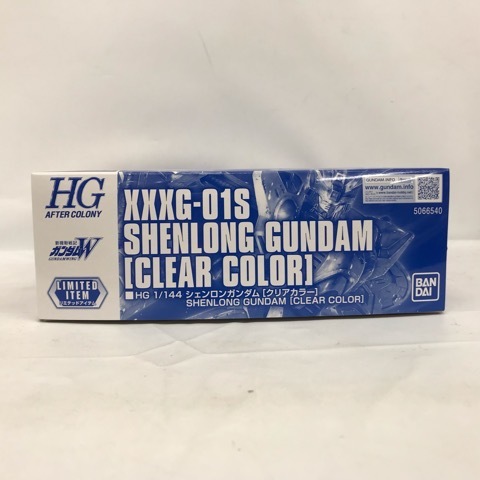 HG
AFTER COLONY
新機動戦記
ガンダムW
GUNDAM WING
LIMITED
ITEM
リミテッドアイテム
XXXG-01S
SHENLONG GUNDAM
[CLEAR COLOR]
■HG 1/144 シェンロンガンダム [クリアカラー]
SHENLONG GUNDAM [CLEAR COLOR]
www.gundam.info
5066540
BAN
DAI